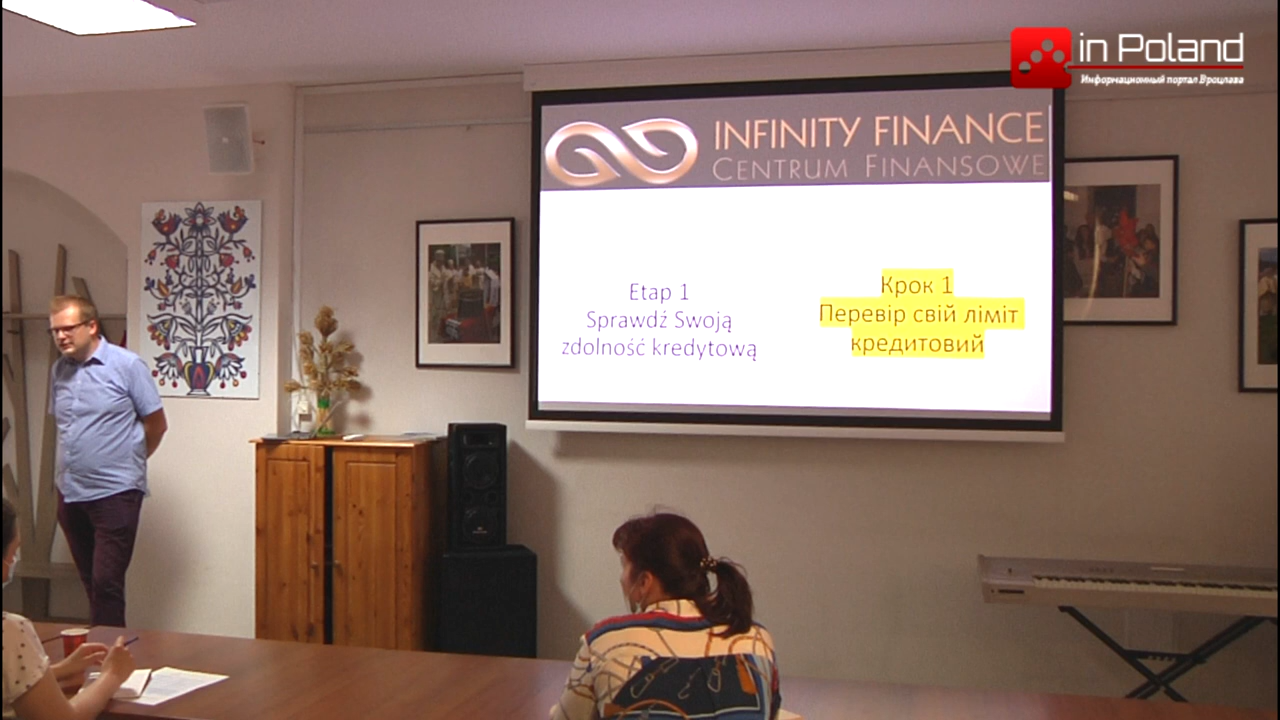 in Poland
Информационный портал Вроцлава
INFINITY FINANCE
CENTRUM FINANSOWE
Etap 1
Sprawdź Swoją
zdolność kredytową
Крок 1
Перевір свій ліміт
кредитовий